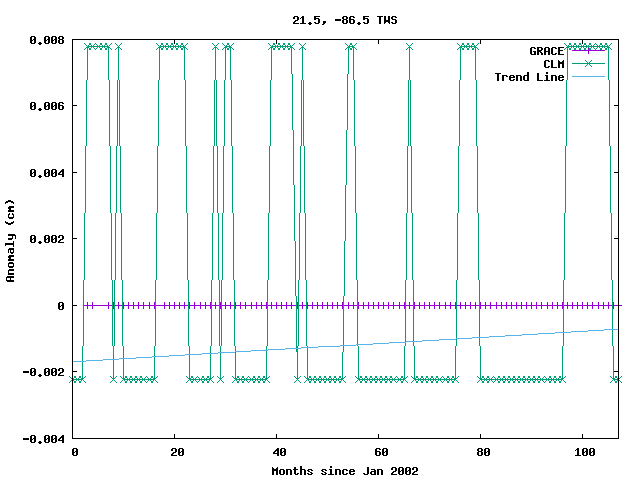 21.5, -86.5 TWS
GRACE
CLM
Trend Line
0.008
0.006
0.004
0.002
0
-0.002
-0.004
Anomaly (cm)
0 20 40 60 80 100
Months since Jan 2002